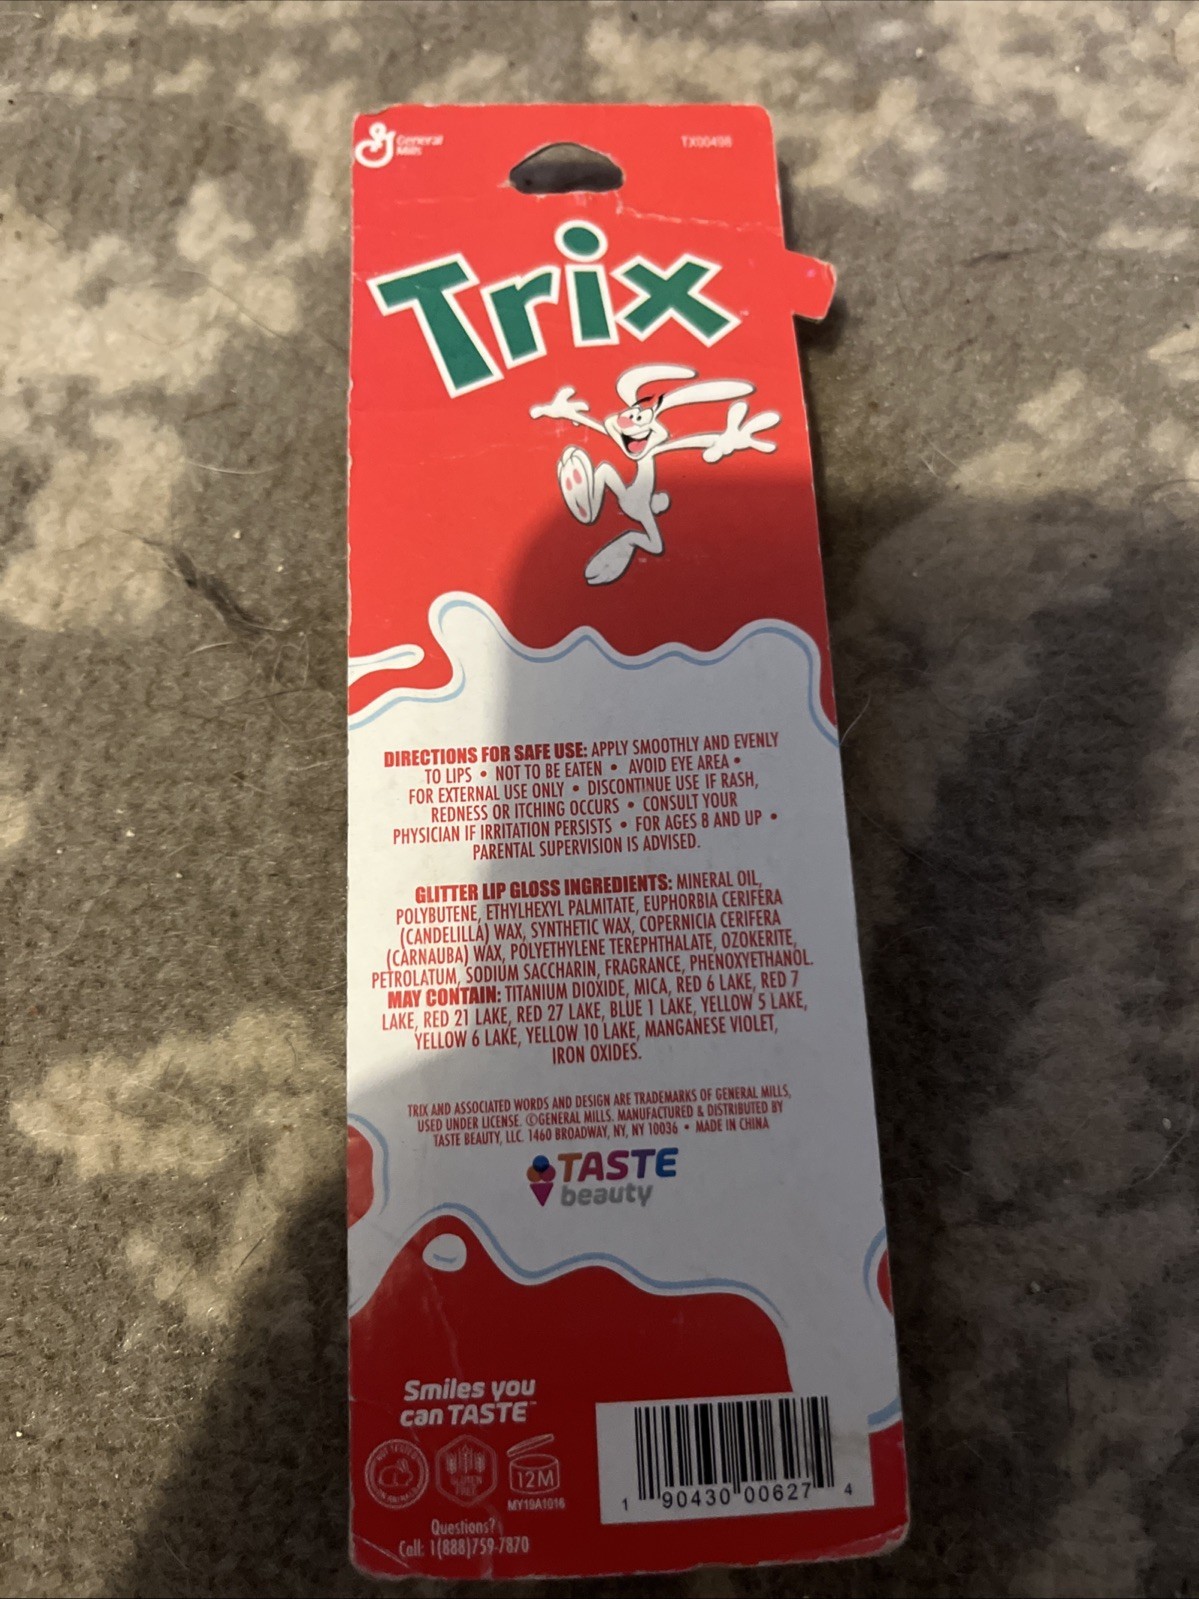 General
Mills
TX00498
Trix
DIRECTIONS FOR SAFE USE: APPLY SMOOTHLY AND EVENLY
TO LIPS • NOT TO BE EATEN • AVOID EYE AREA •
FOR EXTERNAL USE ONLY • DISCONTINUE USE IF RASH,
REDNESS OR ITCHING OCCURS • CONSULT YOUR
PHYSICIAN IF IRRITATION PERSISTS • FOR AGES 8 AND UP •
PARENTAL SUPERVISION IS ADVISED.
GLITTER LIP GLOSS INGREDIENTS: MINERAL OIL,
POLYBUTENE, ETHYLHEXYL PALMITATE, EUPHORBIA CERIFERA
(CANDELILLA) WAX, SYNTHETIC WAX, COPERNICIA CERIFERA
(CARNAUBA) WAX, POLYETHYLENE TEREPHTHALATE, OZOKERITE,
PETROLATUM, SODIUM SACCHARIN, FRAGRANCE, PHENOXYETHANOL.
MAY CONTAIN: TITANIUM DIOXIDE, MICA, RED 6 LAKE, RED 7
LAKE, RED 21 LAKE, RED 27 LAKE, BLUE 1 LAKE, YELLOW 5 LAKE,
YELLOW 6 LAKE, YELLOW 10 LAKE, MANGANESE VIOLET,
IRON OXIDES.
TRIX AND ASSOCIATED WORDS AND DESIGN ARE TRADEMARKS OF GENERAL MILLS,
USED UNDER LICENSE. ©GENERAL MILLS. MANUFACTURED & DISTRIBUTED BY
TASTE BEAUTY, LLC. 1460 BROADWAY, NY, NY 10036 • MADE IN CHINA
TASTE
beauty
Smiles you
can TASTE™
NOT TESTED
ON ANIMALS
GLUTEN
FREE
12M
MY19A1016
1 90430 00627 4
Questions?
Call: 1(888)759-7870